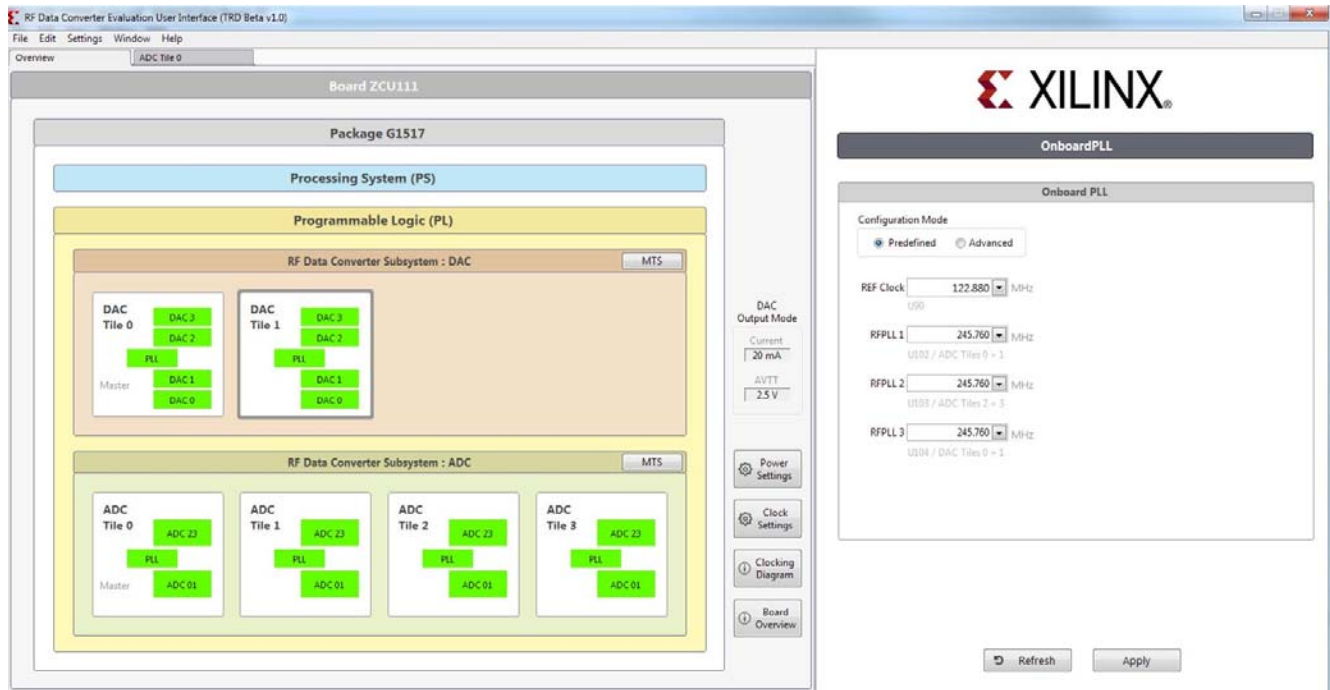 RF Data Converter Evaluation User Interface (TRD Beta v1.0)
File Edit Settings Window Help
Overview
ADC Tile 0
Board ZCU111
Package G1517
Processing System (PS)
Programmable Logic (PL)
RF Data Converter Subsystem : DAC
MTS
DAC
Tile 0
DAC 3
DAC 2
PLL
Master
DAC 1
DAC 0
DAC
Tile 1
DAC 3
DAC 2
PLL
DAC 1
DAC 0
RF Data Converter Subsystem : ADC
MTS
ADC
Tile 0
ADC 23
PLL
Master
ADC 01
ADC
Tile 1
ADC 23
PLL
ADC 01
ADC
Tile 2
ADC 23
PLL
ADC 01
ADC
Tile 3
ADC 23
PLL
ADC 01
DAC
Output Mode
Current
20 mA
AVTT
2.5 V
Power
Settings
Clock
Settings
Clocking
Diagram
Board
Overview
XILINX®
OnboardPLL
Onboard PLL
Configuration Mode
Predefined Advanced
REF Clock 122.880 MHz
U90
RFPLL 1 245.760 MHz
U102 / ADC Tiles 0 + 1
RFPLL 2 245.760 MHz
U103 / ADC Tiles 2 + 3
RFPLL 3 245.760 MHz
U104 / DAC Tiles 0 + 1
Refresh
Apply